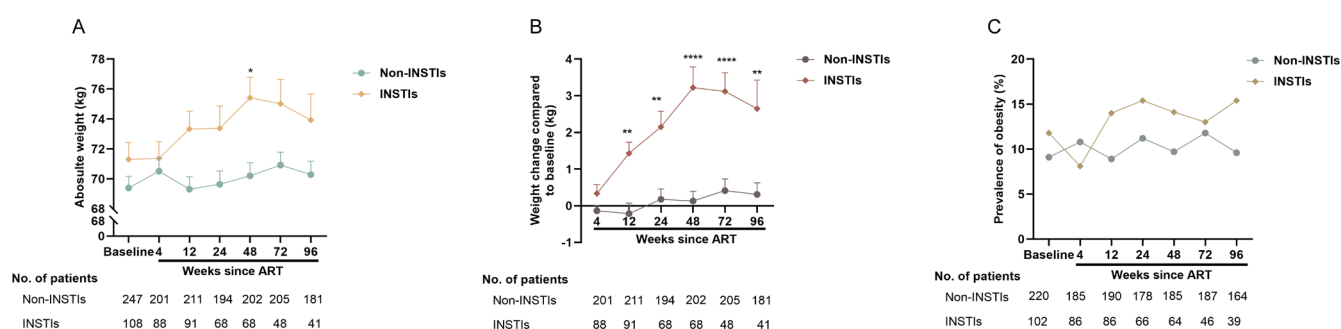 A
Abosulte weight (kg)
78
76
74
72
70
68
68
0
*
Non-INSTIs
INSTIs
Baseline 4 12 24 48 72 96
Weeks since ART
No. of patients
Non-INSTIs 247 201 211 194 202 205 181
INSTIs 108 88 91 68 68 48 41
B
Weight change compared
to baseline (kg)
4
3
2
1
0
-1
** ** **** **** **
Non-INSTIs
INSTIs
4 12 24 48 72 96
Weeks since ART
No. of patients
Non-INSTIs 201 211 194 202 205 181
INSTIs 88 91 68 68 48 41
C
Prevalence of obesity (%)
20
15
10
5
0
Non-INSTIs
INSTIs
Baseline 4 12 24 48 72 96
Weeks since ART
No. of patients
Non-INSTIs 220 185 190 178 185 187 164
INSTIs 102 86 86 66 64 46 39